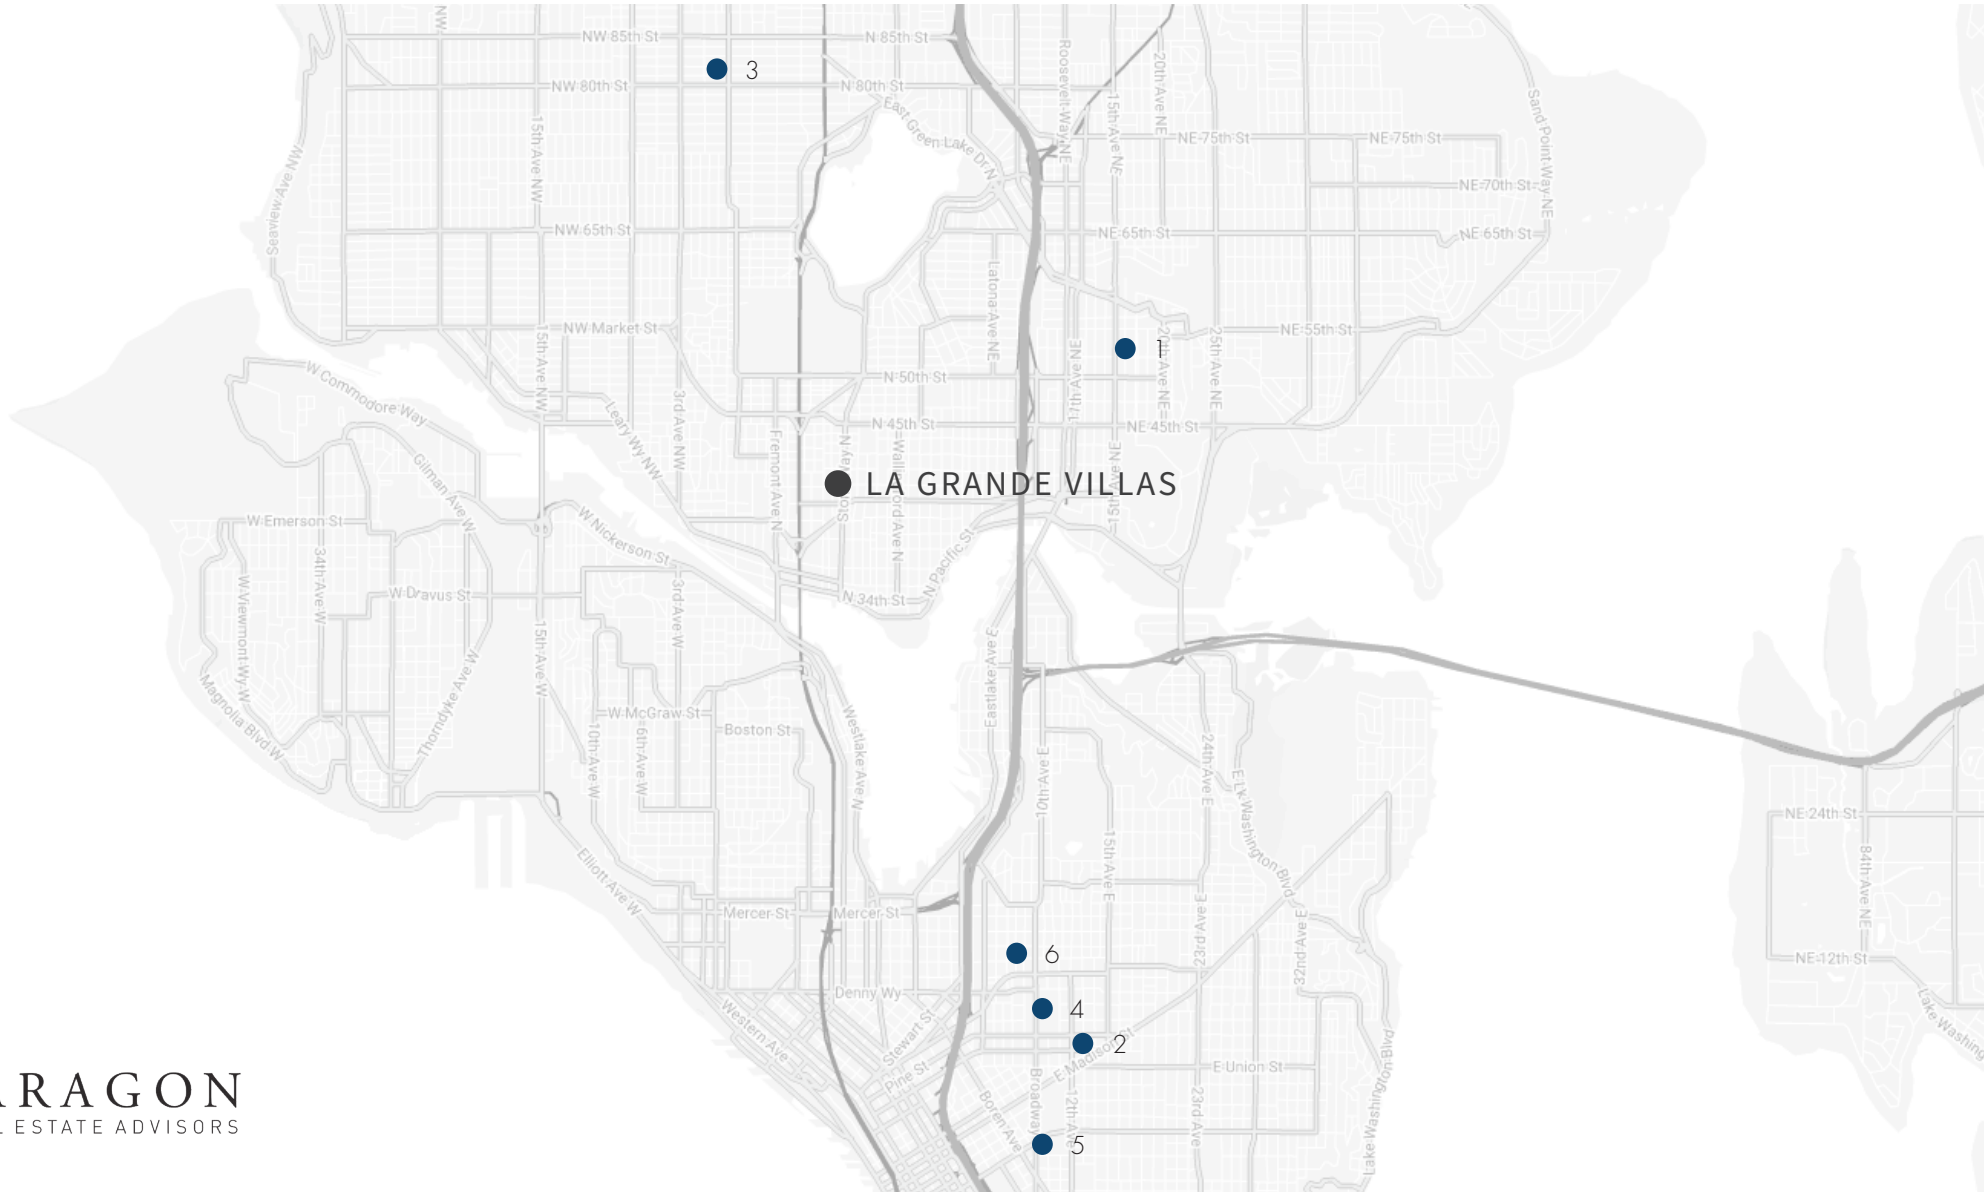 NW
NW 85th St
N 85th St
3
NW 80th St
N 80th St
Roosevelt Way NE
20th Ave NE
15th Ave NE
15th Ave NW
East Green Lake Dr N
Sand Point Way NE
NE 75th St
NE 75th St
NE 70th St
Seaview Ave NW
NW 65th St
NE 65th St
NE 65th St
Latona Ave NE
NW Market St
NE 55th St
15th Ave NW
1
20th Ave NE
25th Ave NE
11th Ave NE
W Commodore Way
N 50th St
3rd Ave NW
Leary Wy NW
N 45th St
NE 45th St
Fremont Ave N
Gilman Ave W
15th Ave NE
LA GRANDE VILLAS
W Emerson St
W Nickerson St
34th Ave W
W Viewmont Wy W
W Dravus St
3rd Ave W
N Pacific St
N 34th St
15th Ave W
Eastlake Ave E
Thorndyke Ave W
Magnolia Blvd W
W McGraw St
Boston St
10th Ave W
6th Ave W
Westlake Ave N
10th Ave E
24th Ave E
E Lk Washington Blvd
NE 24th St
15th Ave E
84th Ave NE
Elliott Ave W
Mercer St
Mercer St
23rd Ave E
32nd Ave E
6
NE 12th St
Denny Wy
4
Western Ave
Stewart St
2
E Madison St
Lake Washing
Pine St
E Union St
Lake Washington Blvd
Boren Ave
Broadway
12th Ave
23rd Ave
5
ARAGON
L ESTATE ADVISORS